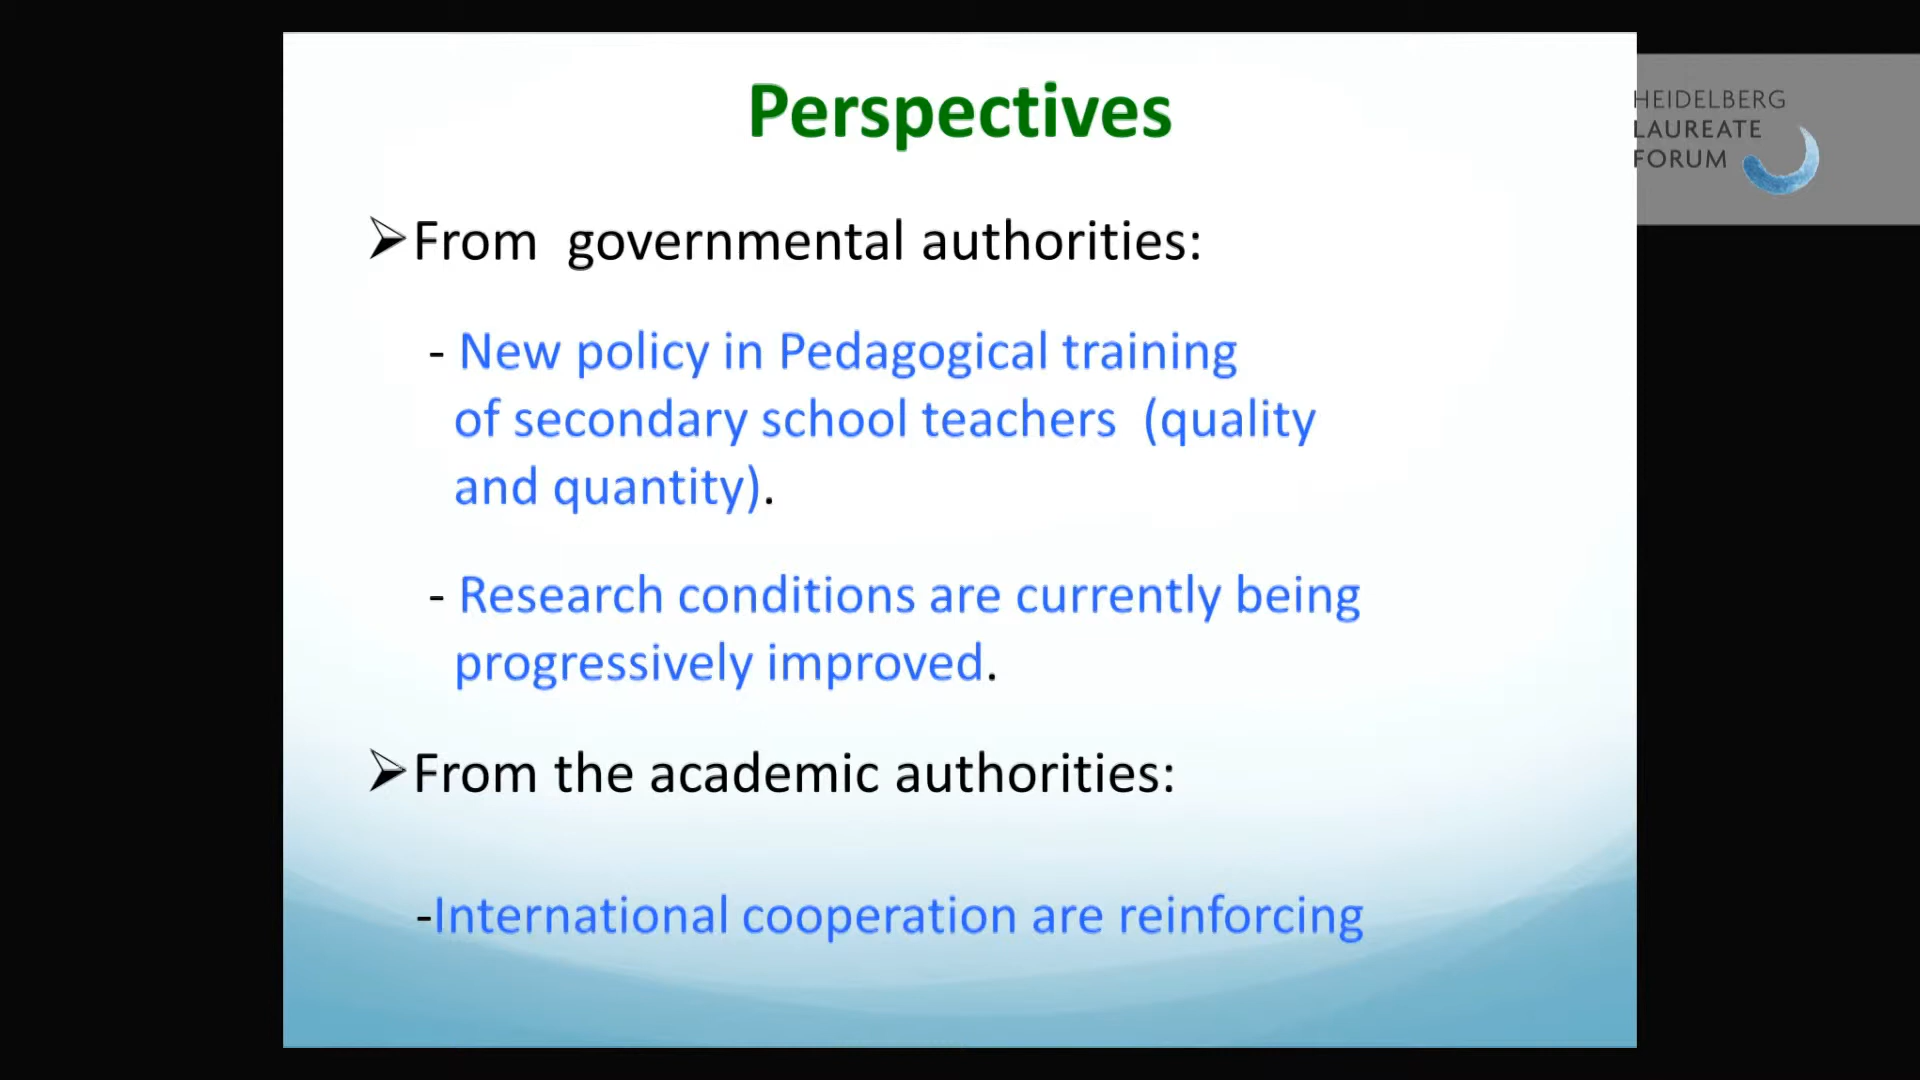 Perspectives
HEIDELBERG
LAUREATE
FORUM
➢From governmental authorities:
- New policy in Pedagogical training
of secondary school teachers (quality
and quantity).
- Research conditions are currently being
progressively improved.
➢From the academic authorities:
-International cooperation are reinforcing